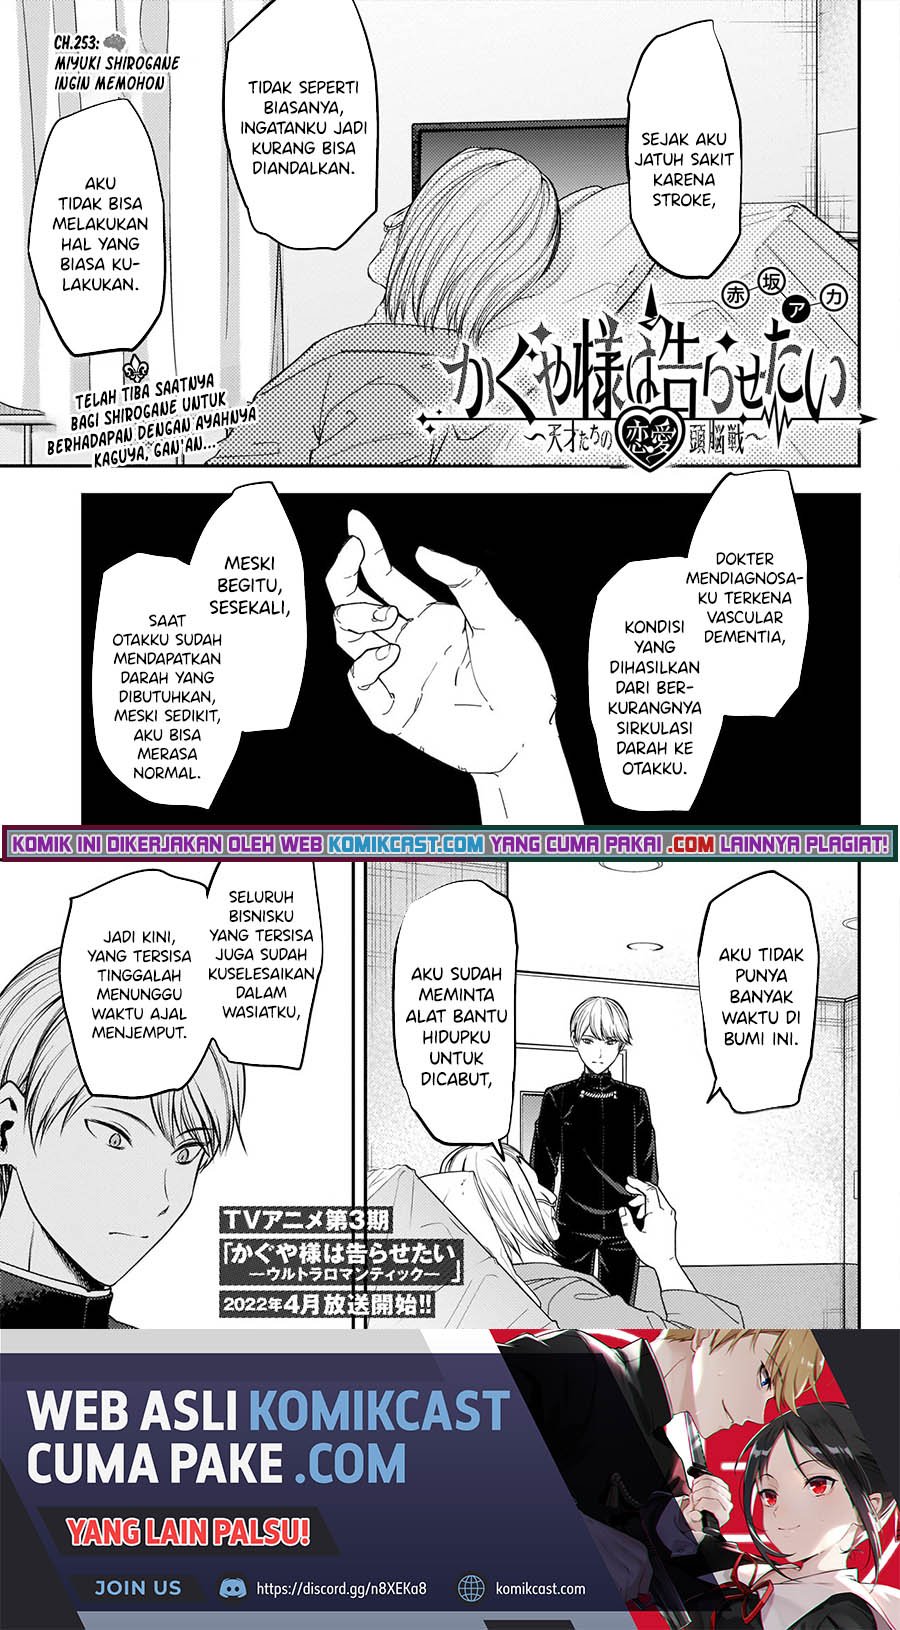 CH.253:
MIYUKI SHIROGANE
INGIN MEMOHON
SEJAK AKU
JATUH SAKIT
KARENA
STROKE,
TIDAK SEPERTI
BIASANYA,
INGATANKU JADI
KURANG BISA
DIANDALKAN.
AKU
TIDAK BISA
MELAKUKAN
HAL YANG
BIASA KU-
LAKUKAN.
赤坂アカ
かぐや様は告らせたい
～天才たちの恋愛頭脳戦～
TELAH TIBA SAATNYA
BAGI SHIROGANE UNTUK
BERHADAPAN DENGAN AYAHNYA
KAGUYA, GAN'AN...
DOKTER
MENDIAGNOSA-
KU TERKENA
VASCULAR
DEMENTIA,
KONDISI
YANG
DIHASILKAN
DARI BER-
KURANGNYA
SIRKULASI
DARAH KE
OTAKKU.
MESKI
BEGITU,
SESEKALI,
SAAT
OTAKKU SUDAH
MENDAPATKAN
DARAH YANG
DIBUTUHKAN,
MESKI SEDIKIT,
AKU BISA
MERASA
NORMAL.
KOMIK INI DIKERJAKAN OLEH WEB KOMIKCAST.COM YANG CUMA PAKAI .COM LAINNYA PLAGIAT!
AKU TIDAK
PUNYA
BANYAK
WAKTU DI
BUMI INI.
AKU SUDAH
MEMINTA
ALAT BANTU
HIDUPKU
UNTUK
DICABUT,
SELURUH
BISNISKU
YANG TERSISA
JUGA SUDAH
KUSELESAIKAN
DALAM
WASIATKU,
JADI KINI,
YANG TERSISA
TINGGALAH
MENUNGGU
WAKTU AJAL
MENJEMPUT.
TVアニメ第3期
「かぐや様は告らせたい
―ウルトラロマンティック―」
2022年4月放送開始!!
WEB ASLI KOMIKCAST
CUMA PAKE .COM
YANG LAIN PALSU!
JOIN US
https://discord.gg/n8XEKa8
komikcast.com